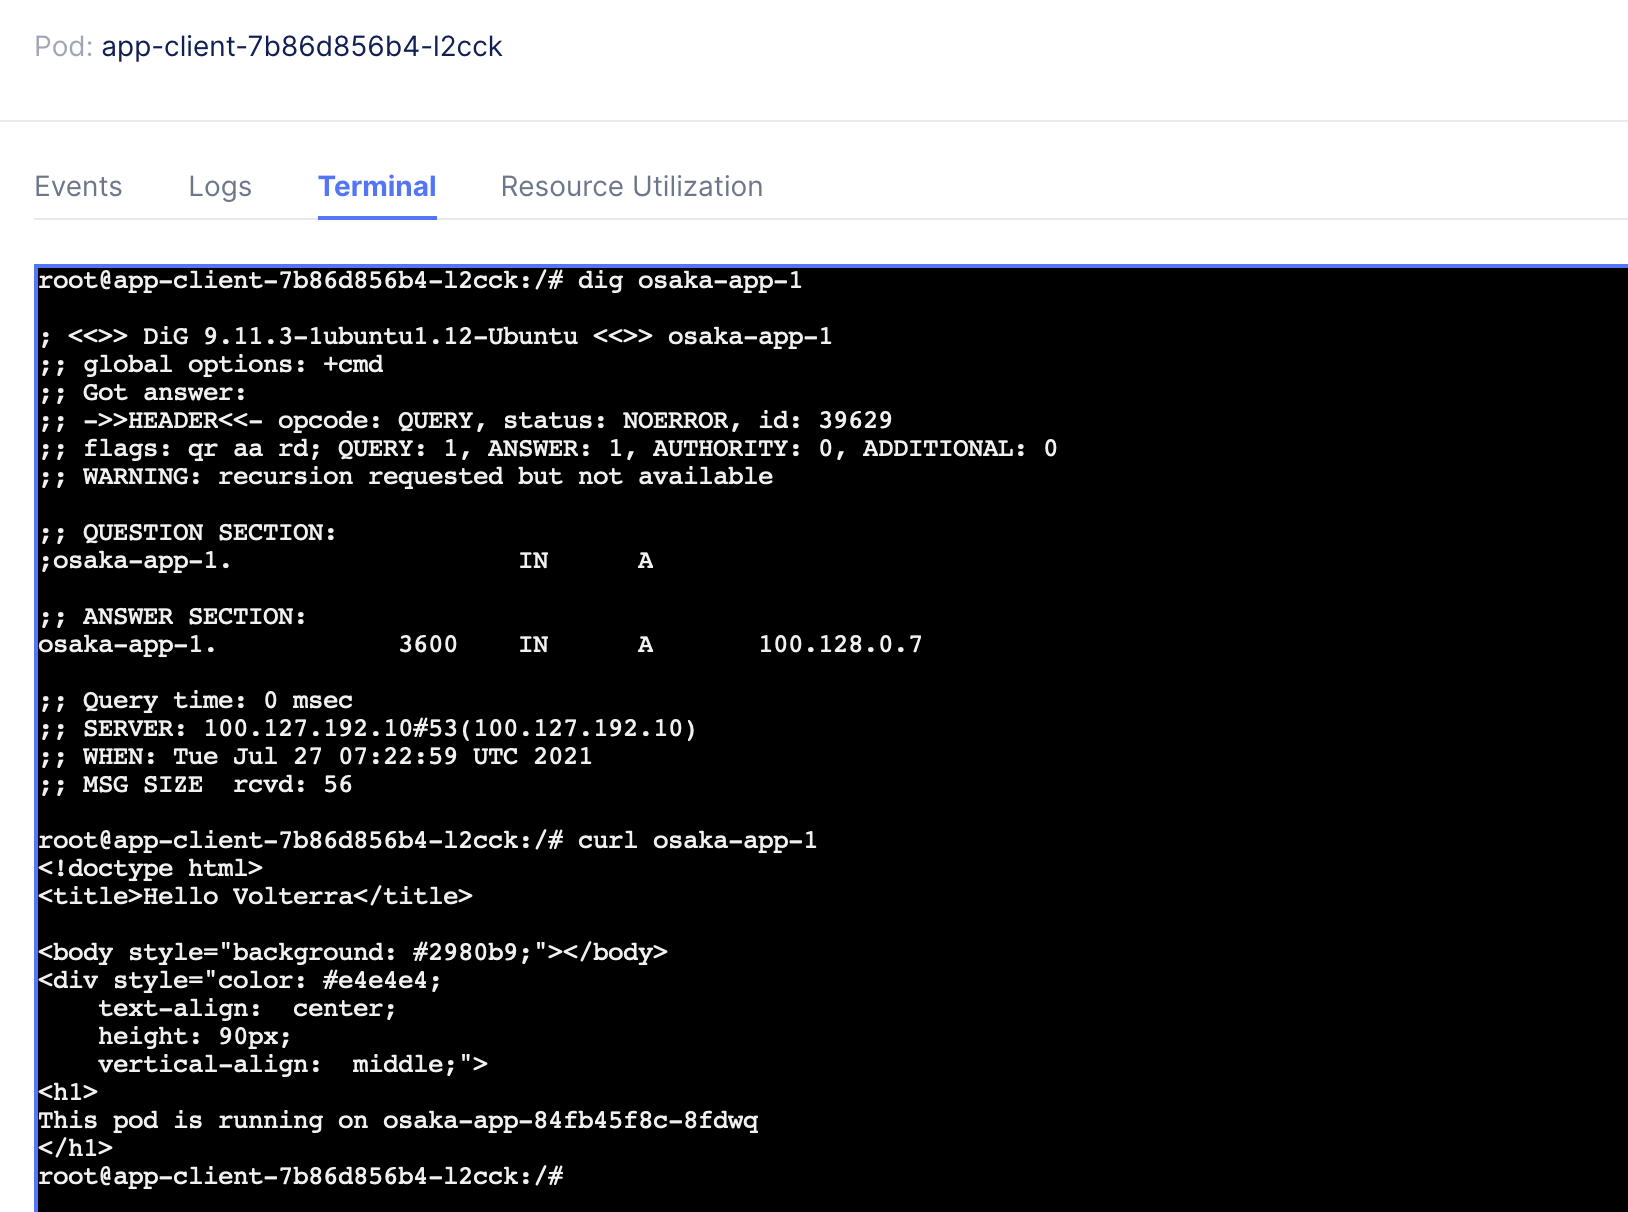 Pod: app-client-7b86d856b4-l2cck
Events Logs Terminal Resource Utilization
root@app-client-7b86d856b4-l2cck:/# dig osaka-app-1
; <<>> DiG 9.11.3-1ubuntu1.12-Ubuntu <<>> osaka-app-1
;; global options: +cmd
;; Got answer:
;; ->>HEADER<<- opcode: QUERY, status: NOERROR, id: 39629
;; flags: qr aa rd; QUERY: 1, ANSWER: 1, AUTHORITY: 0, ADDITIONAL: 0
;; WARNING: recursion requested but not available
;; QUESTION SECTION:
;osaka-app-1. IN A
;; ANSWER SECTION:
osaka-app-1. 3600 IN A 100.128.0.7
;; Query time: 0 msec
;; SERVER: 100.127.192.10#53(100.127.192.10)
;; WHEN: Tue Jul 27 07:22:59 UTC 2021
;; MSG SIZE  rcvd: 56
root@app-client-7b86d856b4-l2cck:/# curl osaka-app-1
<!doctype html>
<title>Hello Volterra</title>
<body style="background: #2980b9;"></body>
<div style="color: #e4e4e4;
    text-align:  center;
    height: 90px;
    vertical-align:  middle;">
<h1>
This pod is running on osaka-app-84fb45f8c-8fdwq
</h1>
root@app-client-7b86d856b4-l2cck:/#